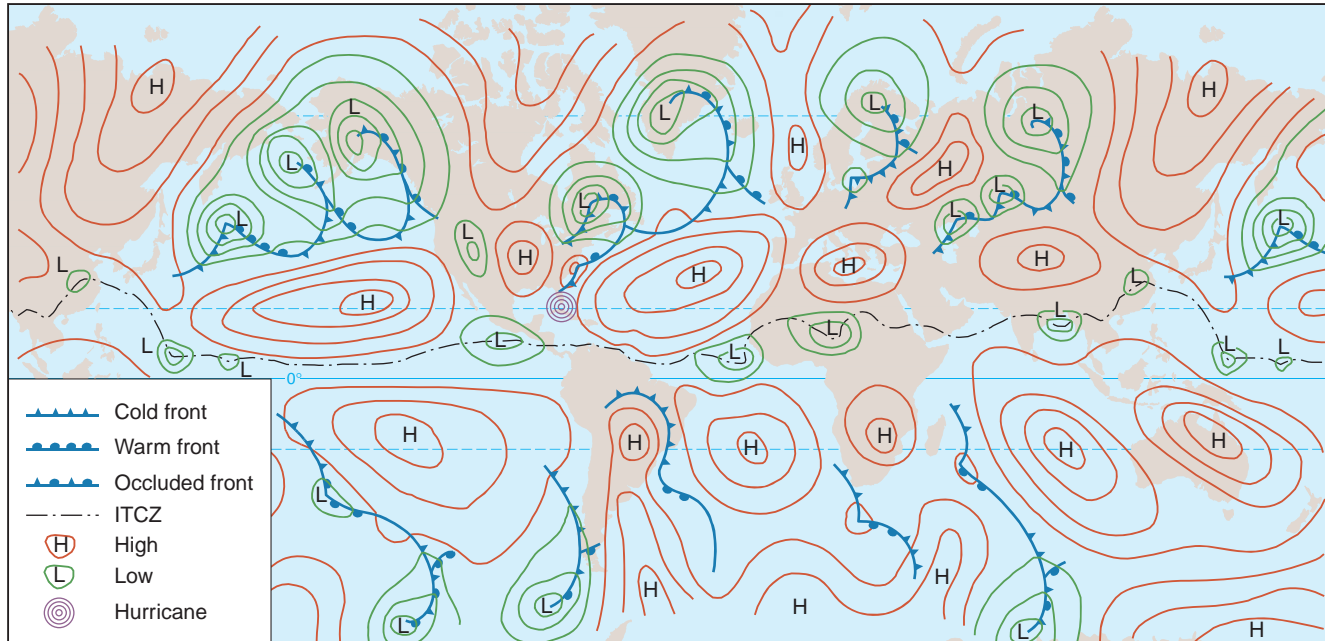 H H
L L L L
H
L H
L L
L L L
L
H H H H
L L
H
L
L
L L L L L
L
0°
H H H H H H
L
H H
L H
L L
Cold front
Warm front
Occluded front
ITCZ
H High
L Low
Hurricane